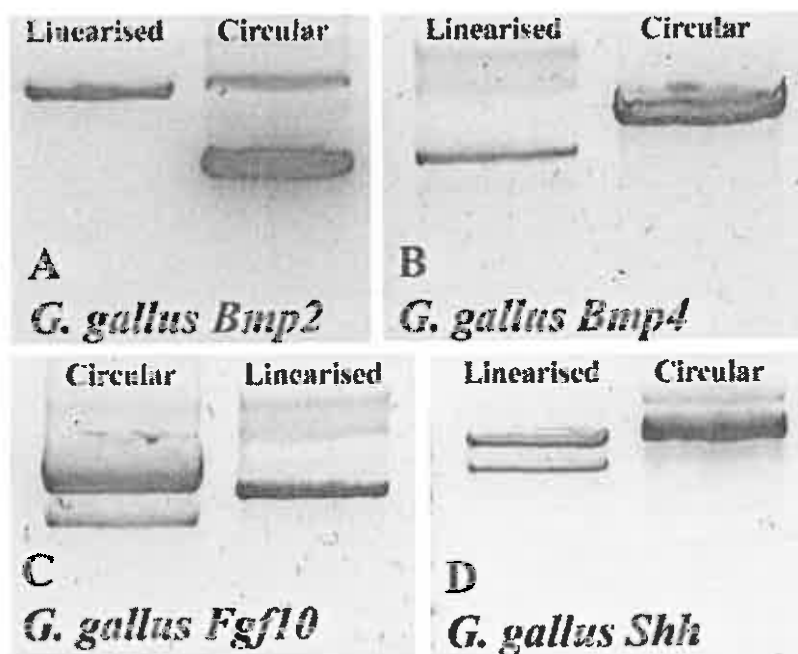 Linearised Circular
A
G. gallus Bmp2
Linearised Circular
B
G. gallus Bmp4
Circular Linearised
C
G. gallus Fgf10
Linearised Circular
D
G. gallus Shh